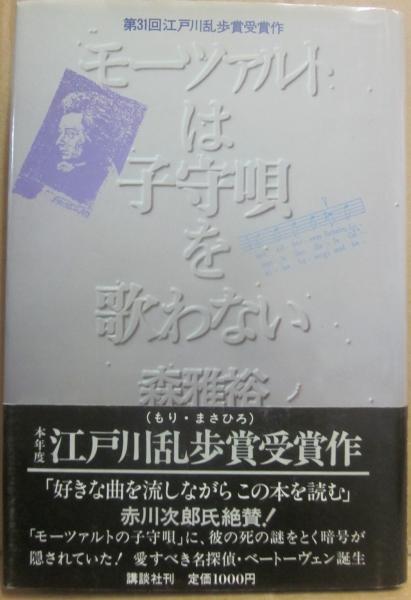 第31回江戸川乱歩賞受賞作
モーツァルト
は
子守唄
を
歌わない
森雅裕
(もり・まさひろ)
本年度 江戸川乱歩賞受賞作
「好きな曲を流しながら この本を読む」
赤川次郎氏絶賛!
「モーツァルトの子守唄」に、彼の死の謎をとく暗号が
隠されていた! 愛すべき名探偵・ベートーヴェン誕生
講談社刊 定価1000円